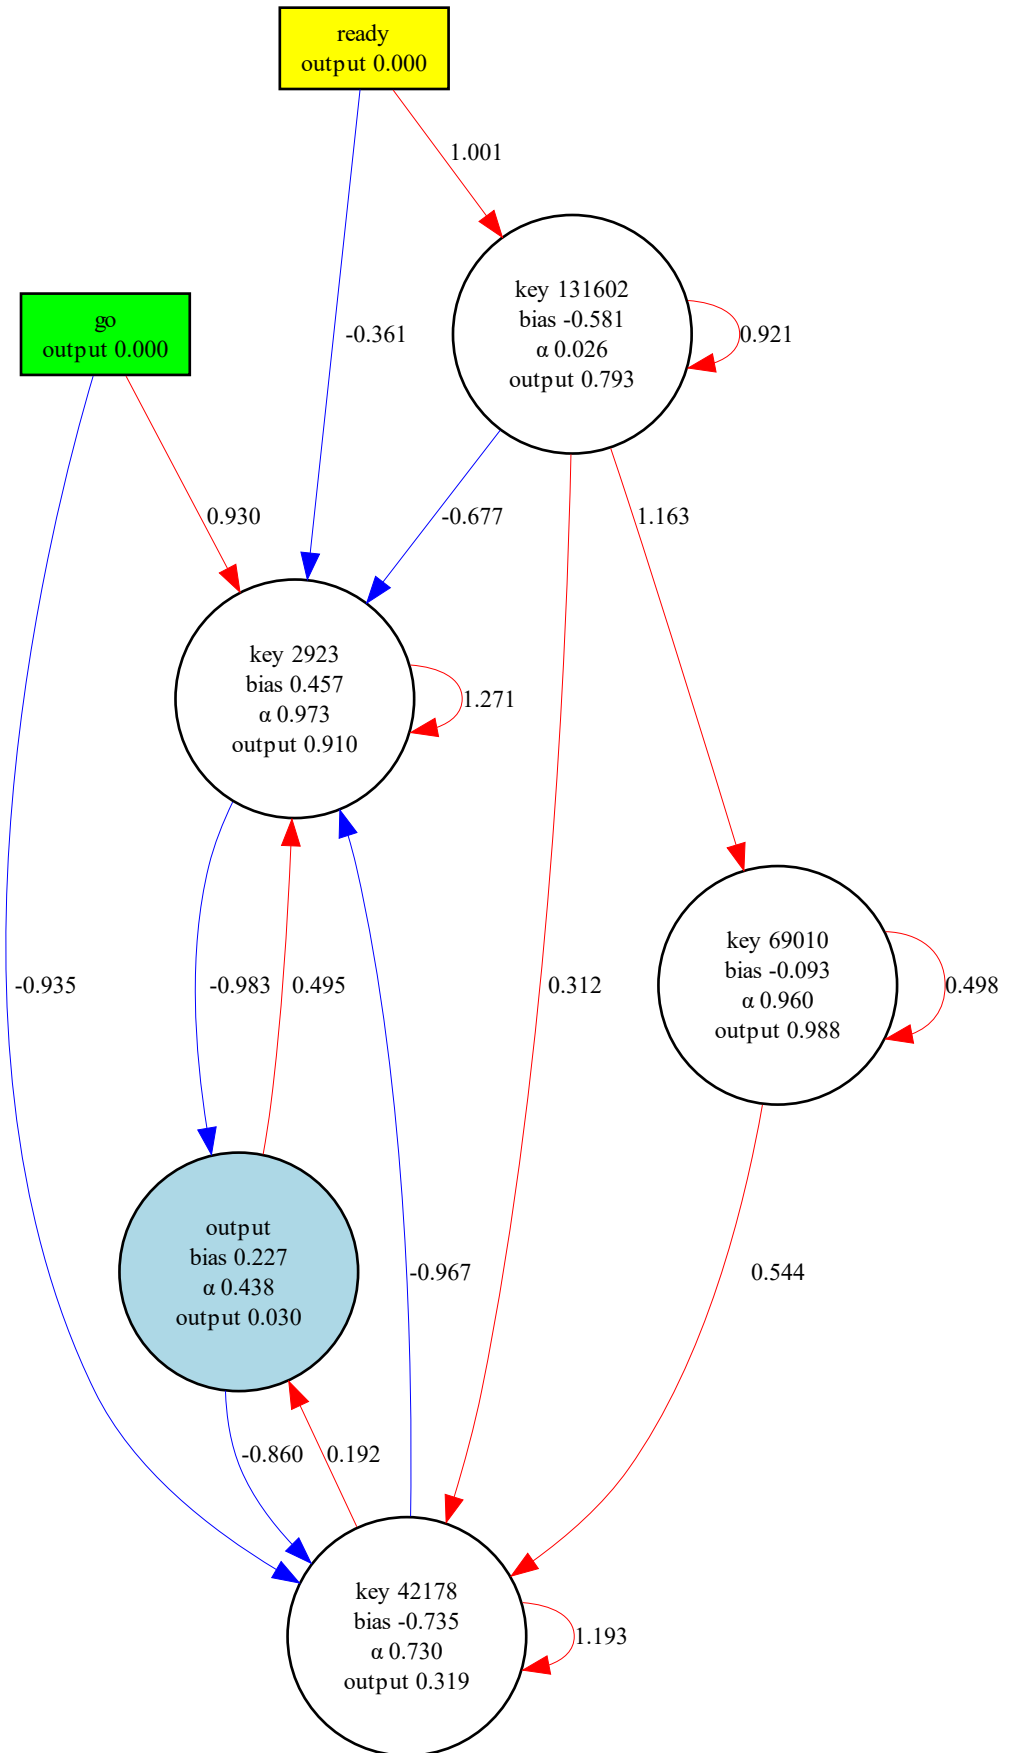 ready
output 0.000
1.001
key 131602
bias -0.581
α 0.026
output 0.793
0.921
-0.361
go
output 0.000
0.930
-0.677
1.163
key 2923
bias 0.457
α 0.973
output 0.910
1.271
key 69010
bias -0.093
α 0.960
output 0.988
0.498
-0.935
-0.983
0.495
0.312
output
bias 0.227
α 0.438
output 0.030
-0.967
0.544
-0.860
0.192
key 42178
bias -0.735
α 0.730
output 0.319
1.193